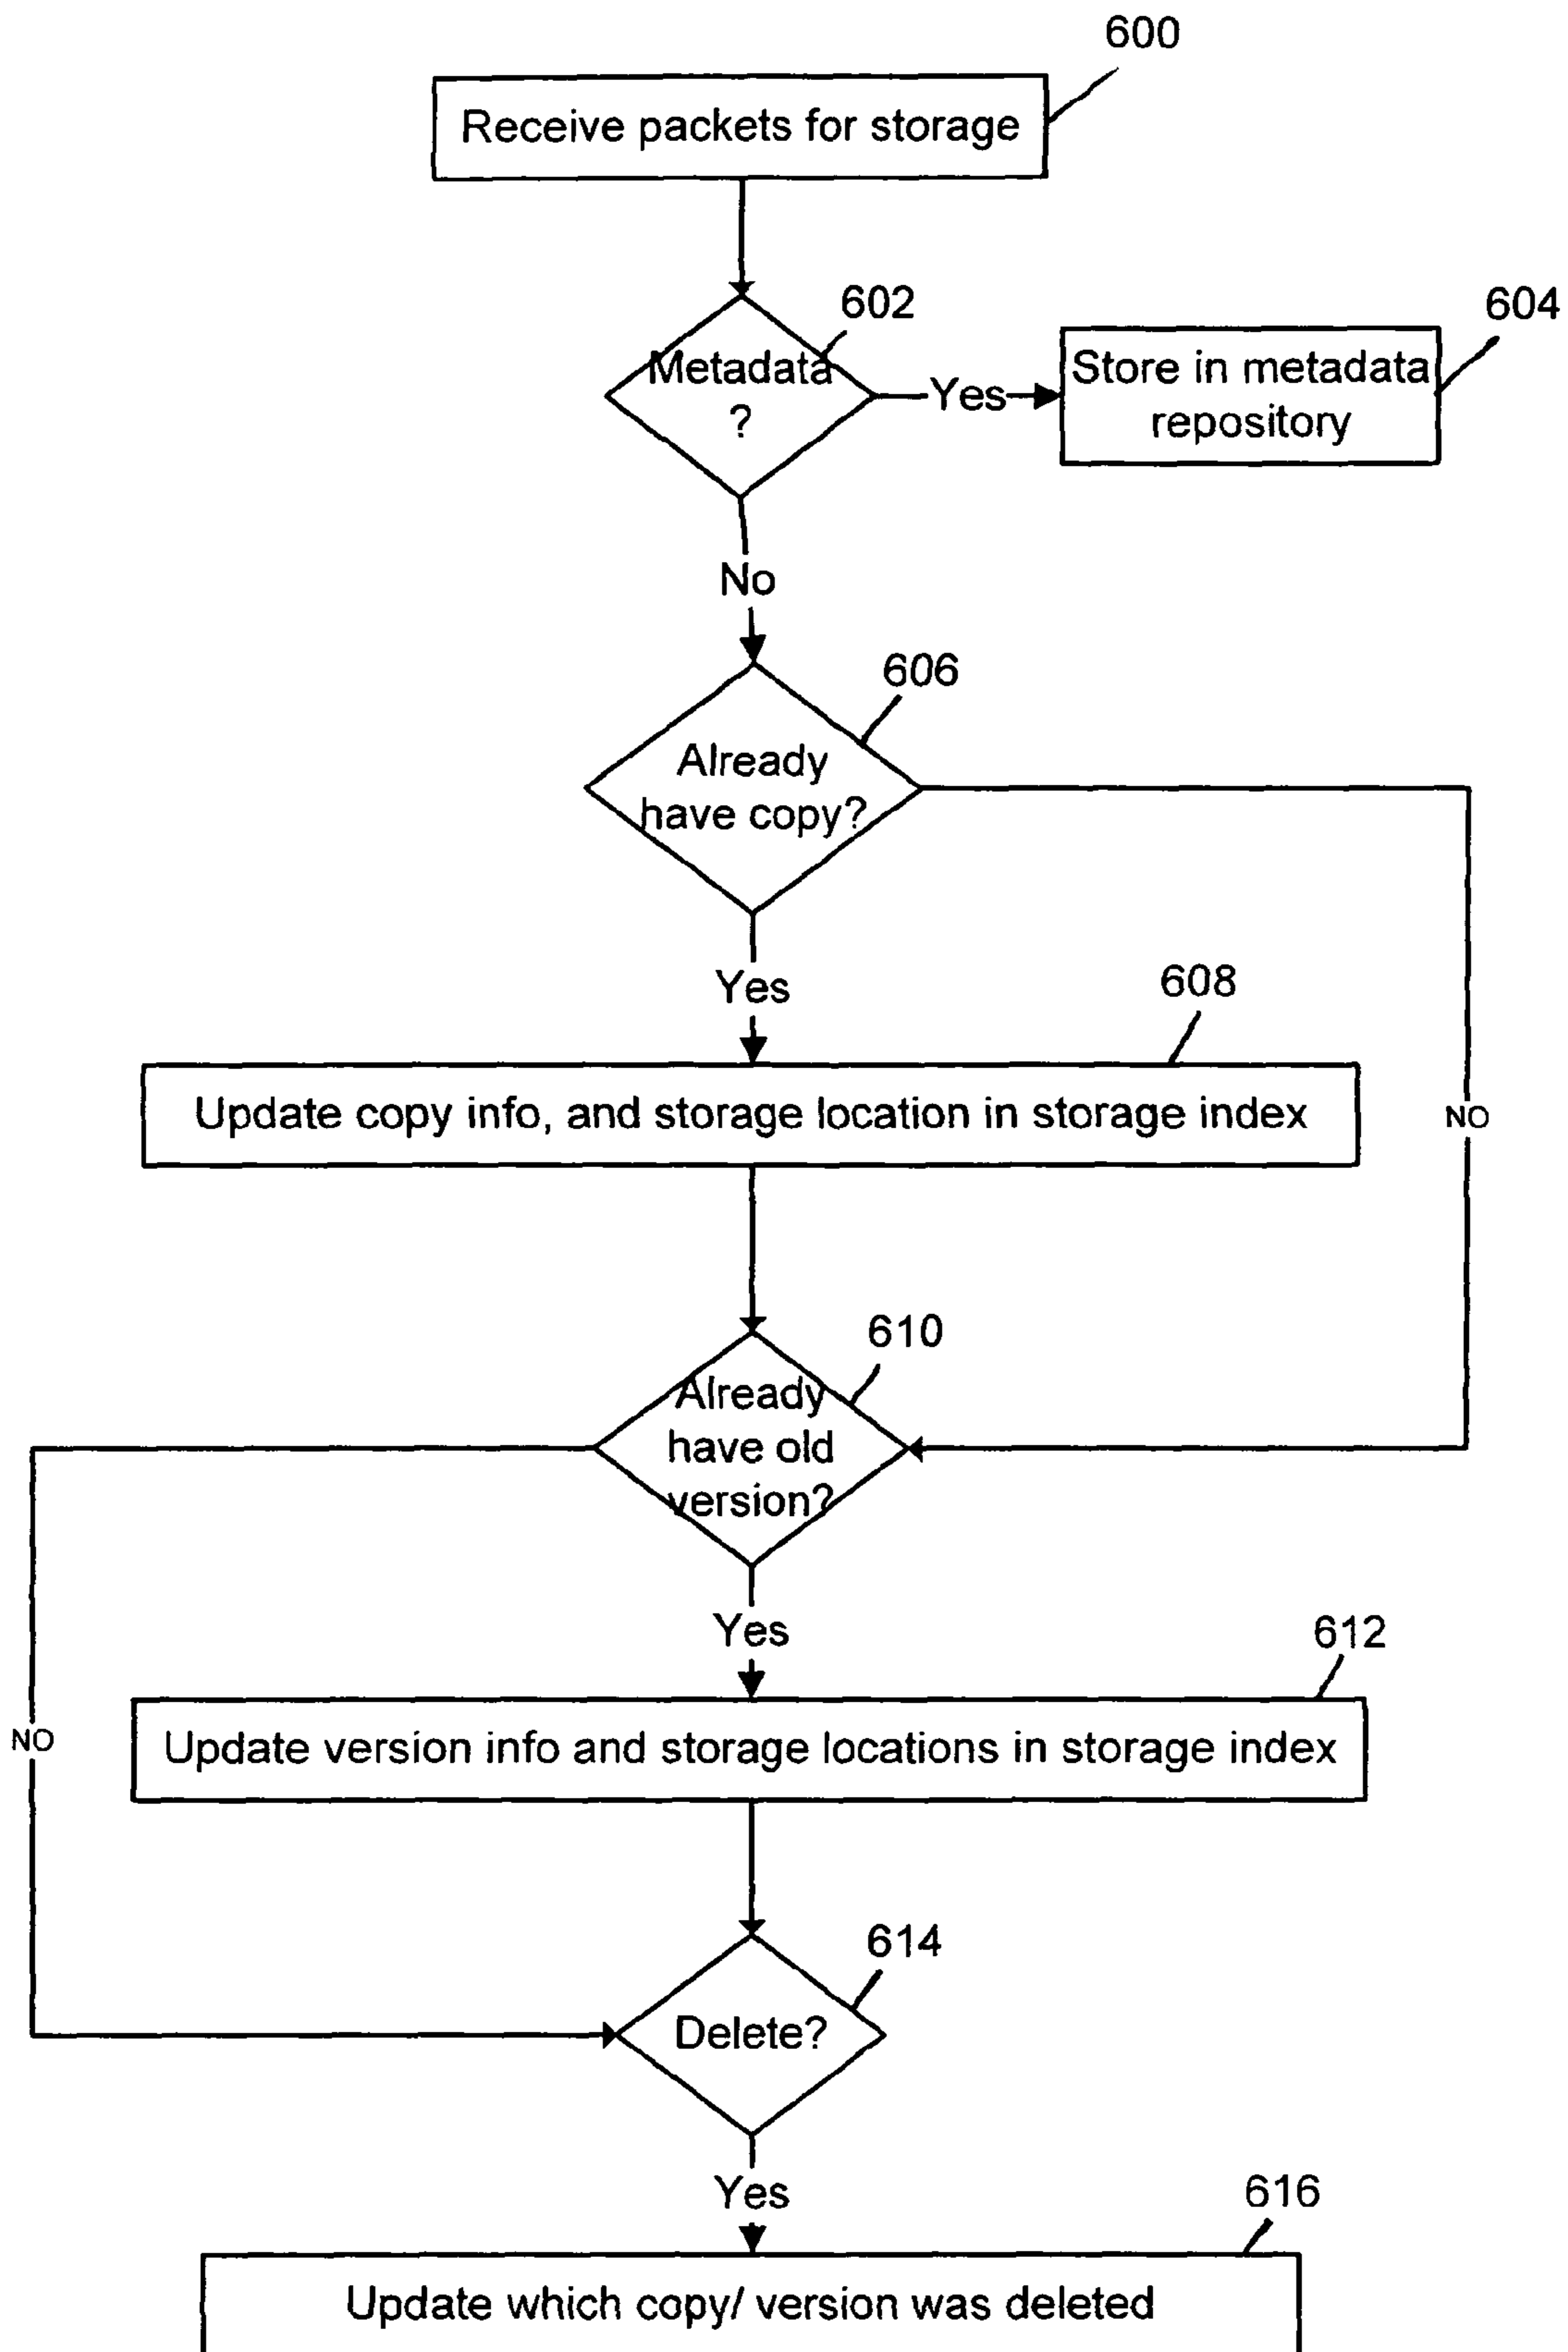 600
Receive packets for storage
602
604
Metadata
?
Yes
Store in metadata
repository
No
606
Already
have copy?
Yes
608
Update copy info, and storage location in storage index
NO
610
Already
have old
version?
Yes
612
NO
Update version info and storage locations in storage index
614
Delete?
Yes
616
Update which copy/ version was deleted